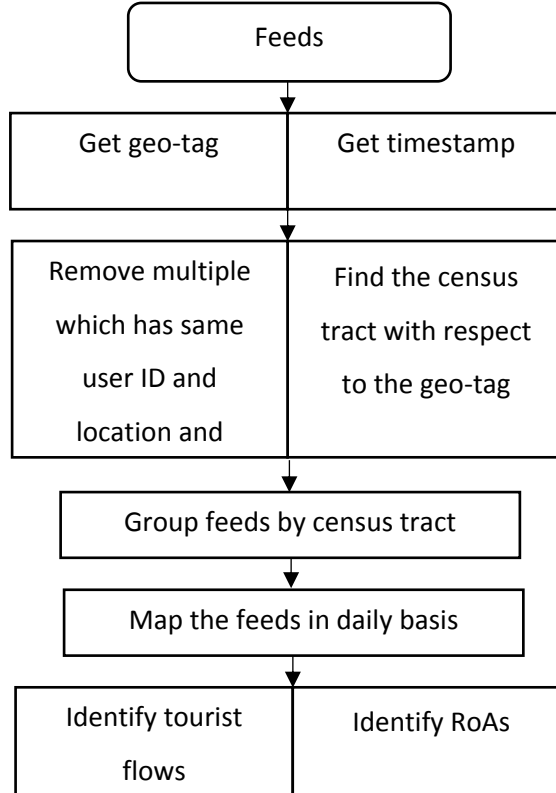 Feeds
Get geo-tag
Get timestamp
Remove multiple
which has same
user ID and
location and
Find the census
tract with respect
to the geo-tag
Group feeds by census tract
Map the feeds in daily basis
Identify tourist
flows
Identify RoAs